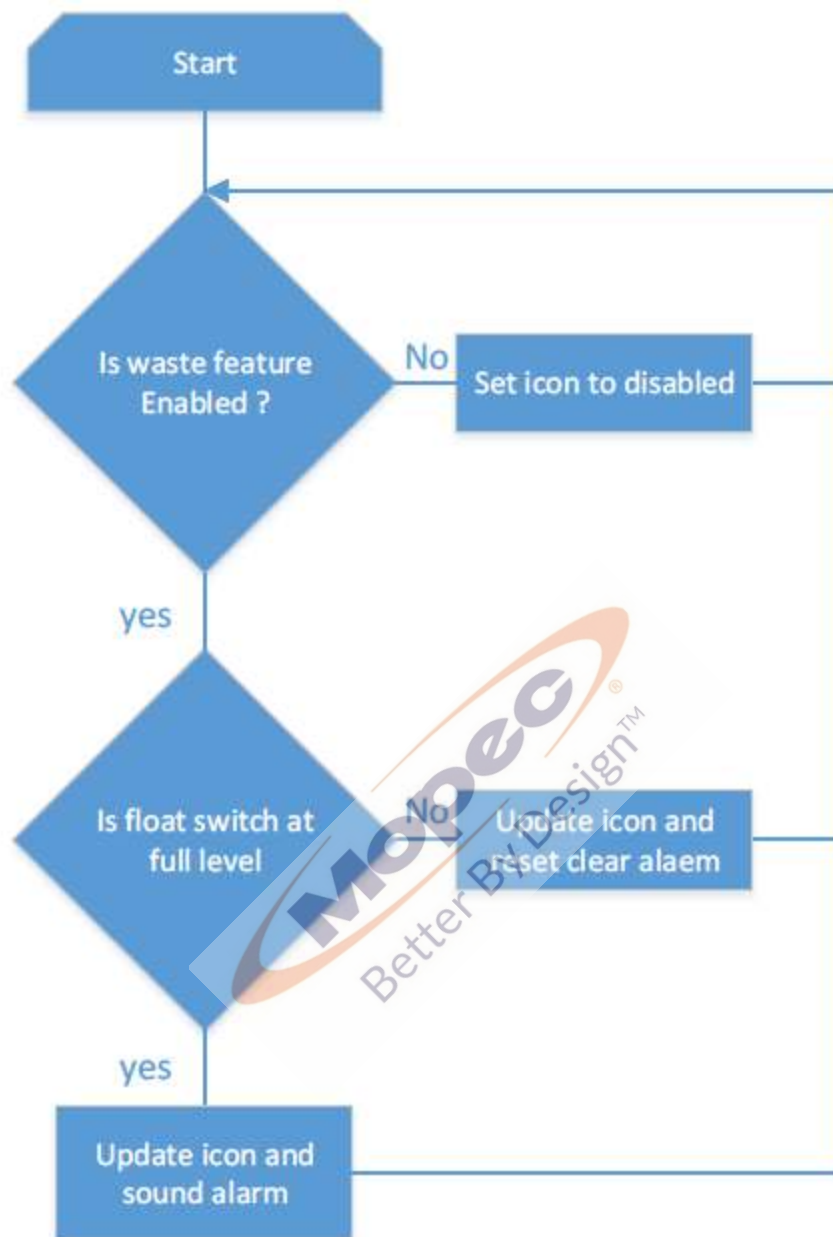 Start
Is waste feature
Enabled ?
No
Set icon to disabled
yes
Is float switch at
full level
No
Update icon and
reset clear alaem
Mopec®
Better By Design™
yes
Update icon and
sound alarm